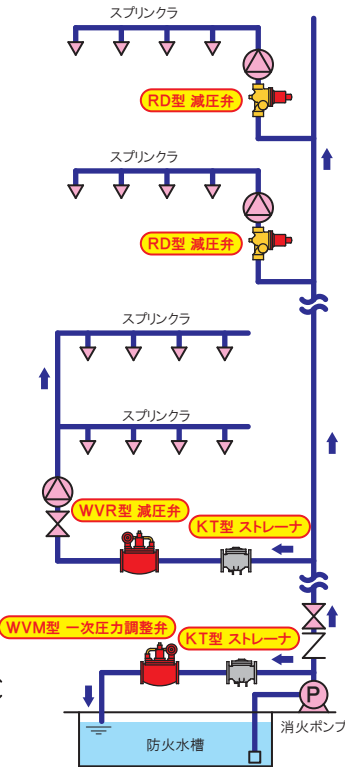 スプリンクラ
RD型 減圧弁
スプリンクラ
RD型 減圧弁
スプリンクラ
スプリンクラ
WVR型 減圧弁
KT型 ストレーナ
WVM型 一次圧力調整弁
KT型 ストレーナ
P
消火ポンプ
防火水槽